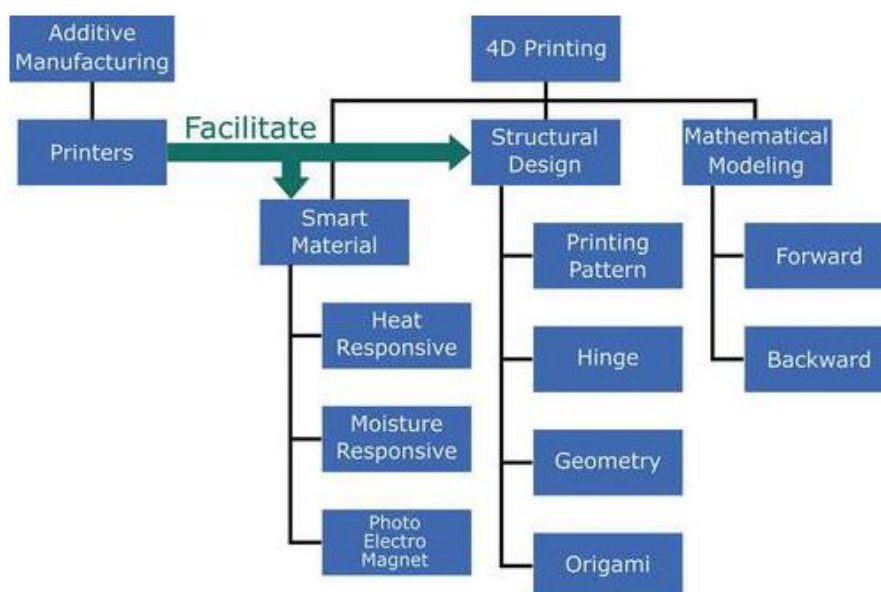 Additive
Manufacturing
4D Printing
Printers
Facilitate
Structural
Design
Mathematical
Modeling
Smart
Material
Printing
Pattern
Forward
Heat
Responsive
Hinge
Backward
Moisture
Responsive
Geometry
Photo
Electro
Magnet
Origami